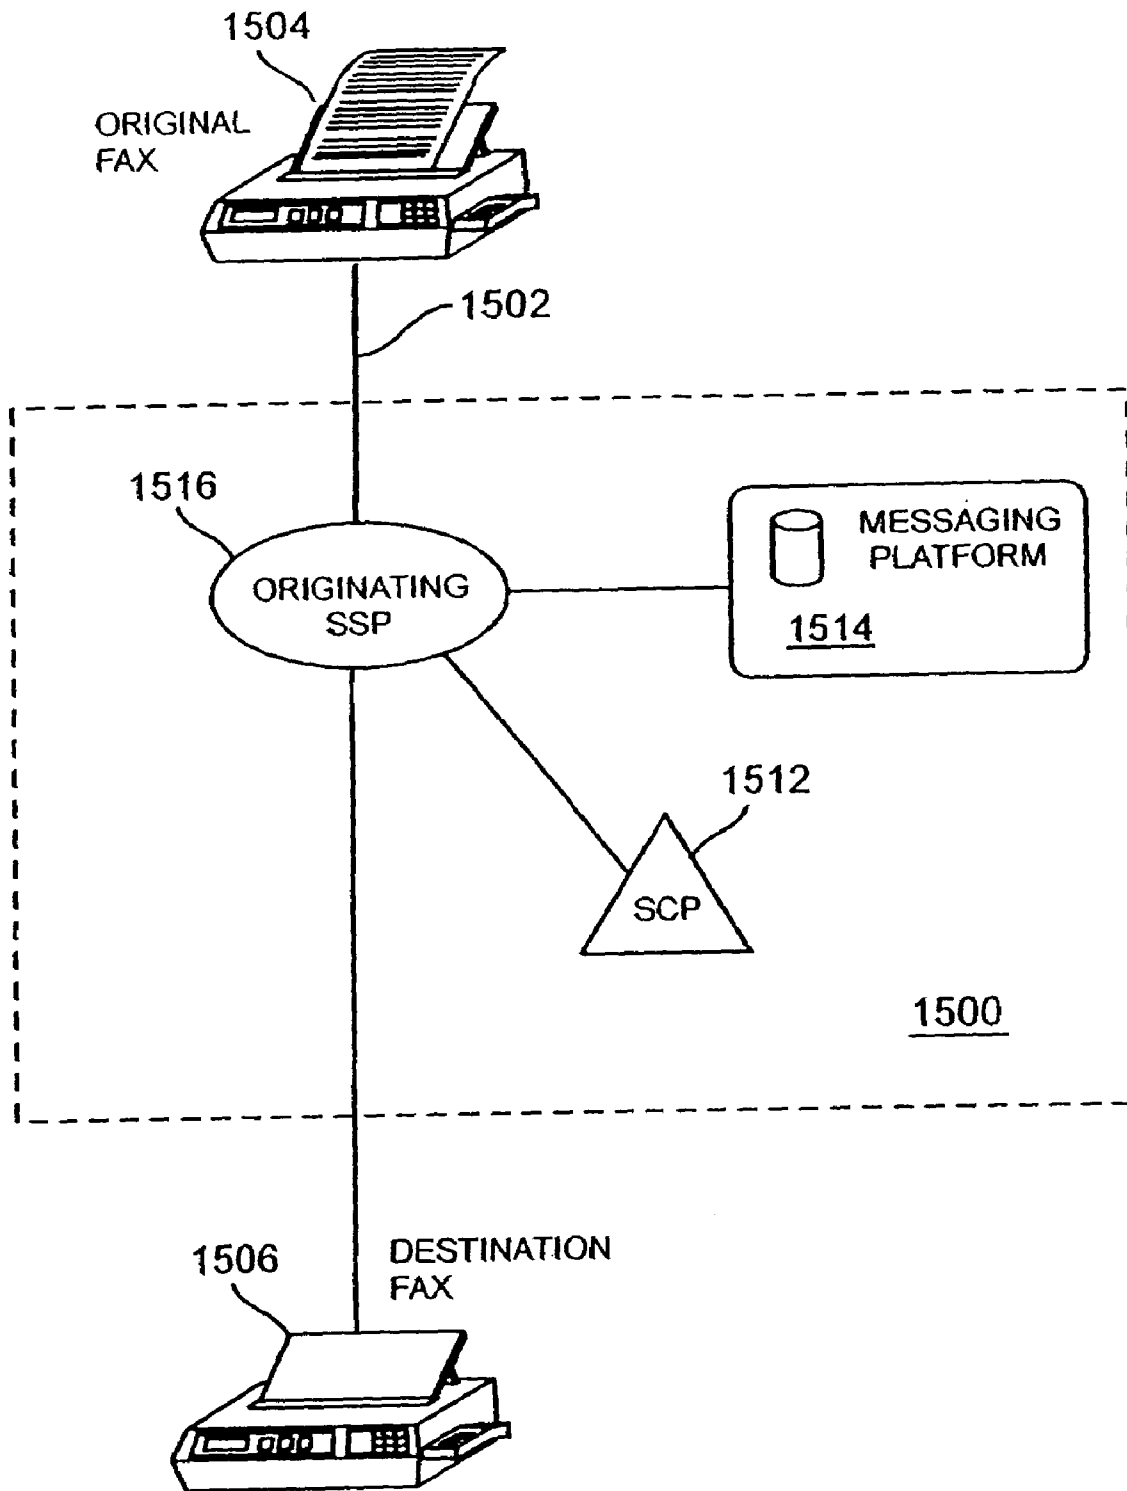 1504
ORIGINAL
FAX
1502
1516
ORIGINATING
SSP
MESSAGING
PLATFORM
1514
1512
SCP
1500
1506
DESTINATION
FAX